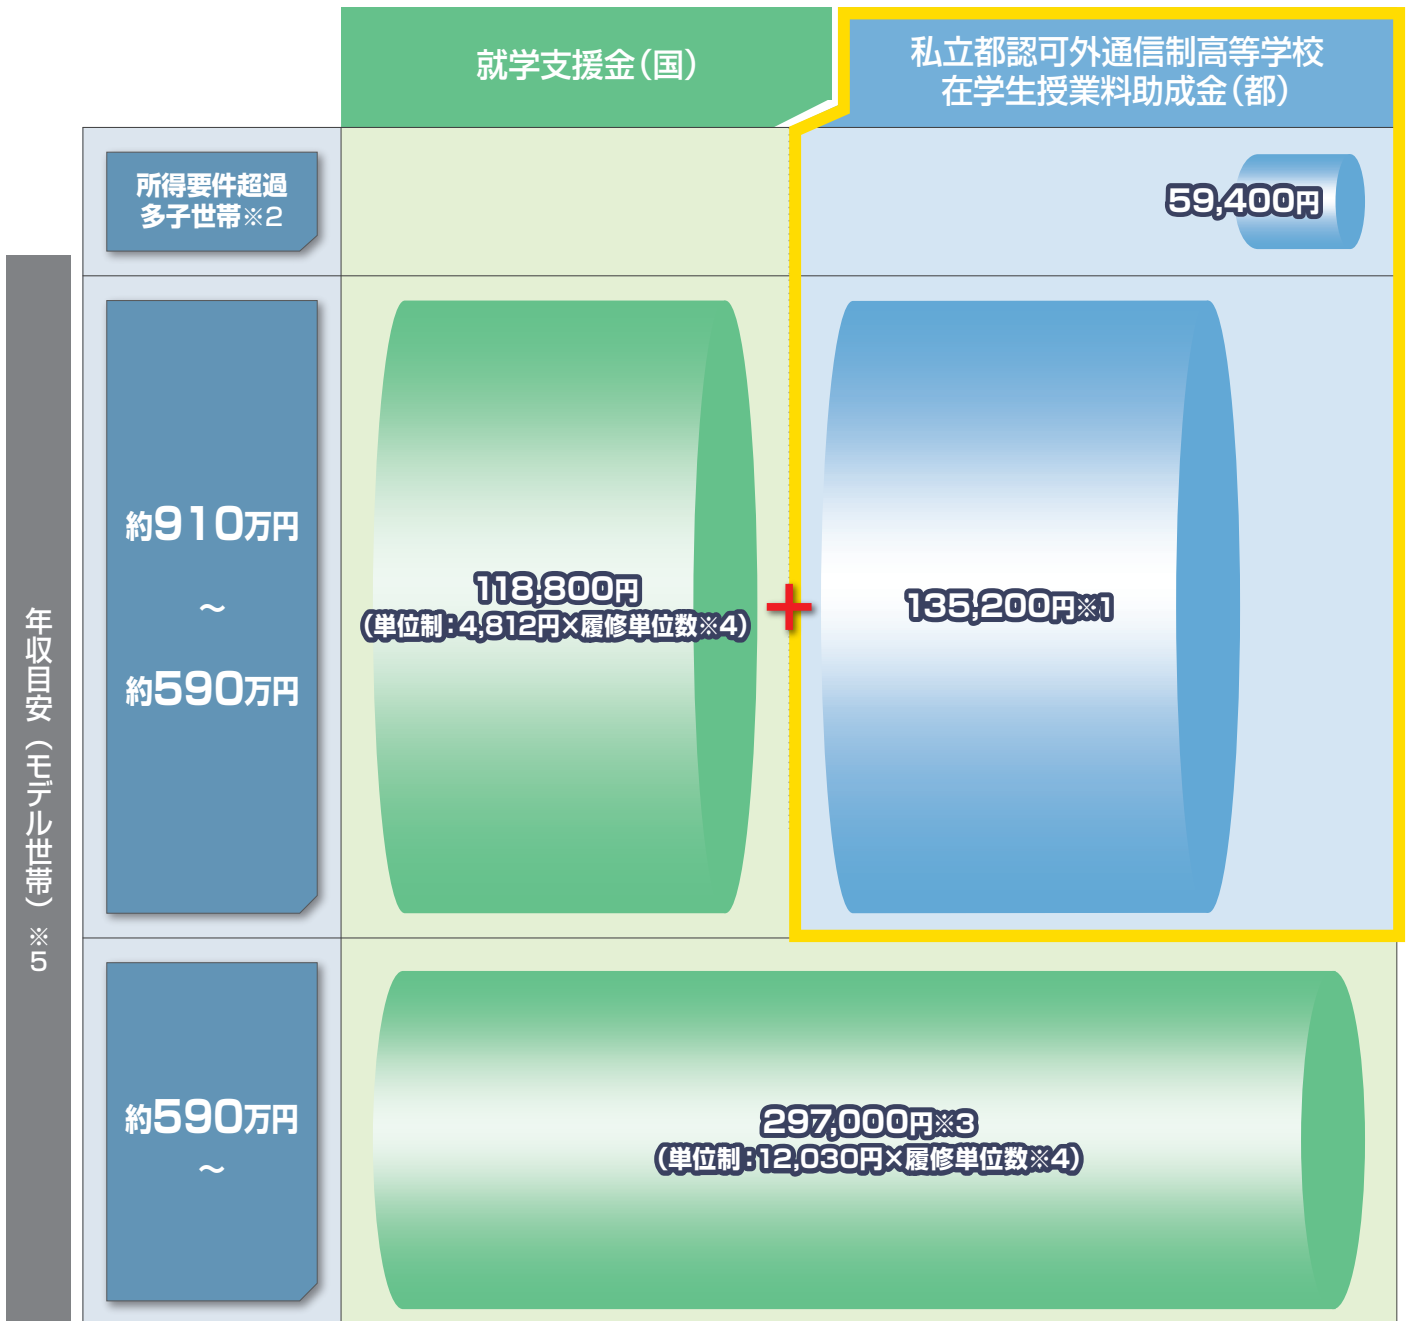 就学支援金（国）
私立都認可外通信制高等学校
在学生授業料助成金（都）
所得要件超過
多子世帯※2
59,400円
年収目安（モデル世帯）※5
約910万円
～
約590万円
118,800円
（単位制：4,812円×履修単位数※4）
+
135,200円※1
約590万円
～
297,000円※3
（単位制：12,030円×履修単位数※4）